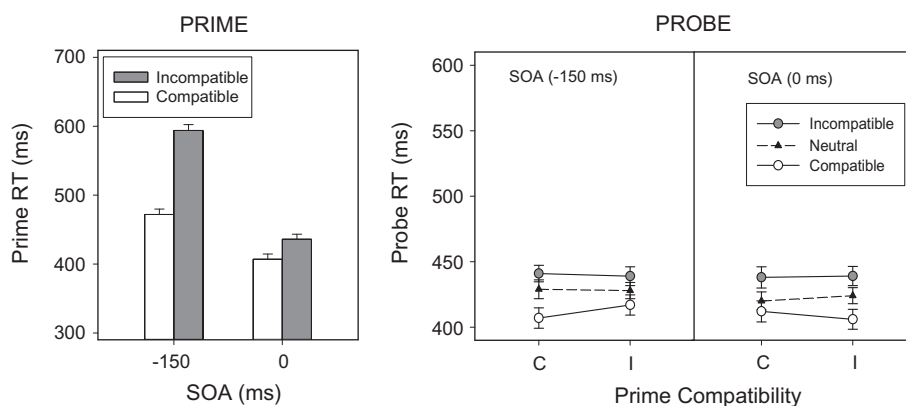 PRIME
700
600
500
400
300
Prime RT (ms)
Incompatible
Compatible
-150 0
SOA (ms)
PROBE
600
550
500
450
400
Probe RT (ms)
SOA (-150 ms)
SOA (0 ms)
Incompatible
Neutral
Compatible
C I C I
Prime Compatibility